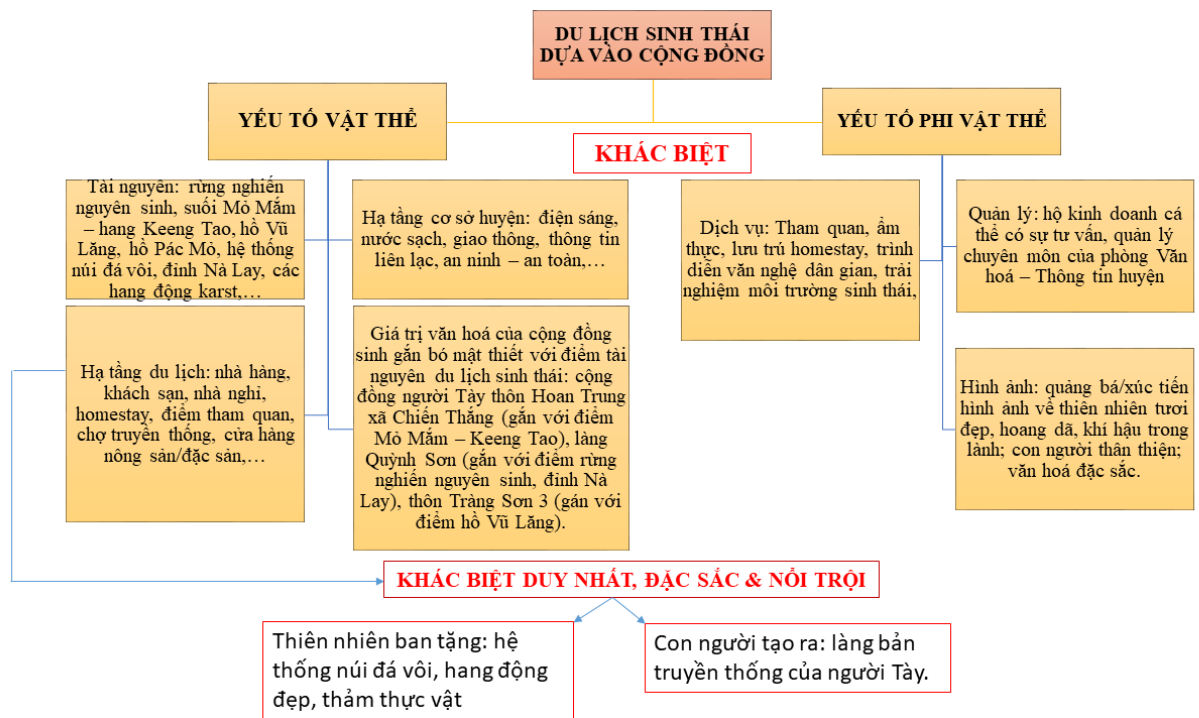 DU LỊCH SINH THÁI
DỰA VÀO CỘNG ĐỒNG
YẾU TỐ VẬT THỂ
YẾU TỐ PHI VẬT THỂ
KHÁC BIỆT
Tài nguyên: rừng nghiến
nguyên sinh, suối Mỏ Mắm
– hang Keeng Tao, hồ Vũ
Lăng, hồ Pác Mỏ, hệ thống
núi đá vôi, đỉnh Nà Lay, các
hang động karst,…
Hạ tầng cơ sở huyện: điện sáng,
nước sạch, giao thông, thông tin
liên lạc, an ninh – an toàn,…
Dịch vụ: Tham quan, ẩm
thực, lưu trú homestay, trình
diễn văn nghệ dân gian, trải
nghiệm môi trường sinh thái,
Quản lý: hộ kinh doanh cá
thể có sự tư vấn, quản lý
chuyên môn của phòng Văn
hoá – Thông tin huyện
Hạ tầng du lịch: nhà hàng,
khách sạn, nhà nghỉ,
homestay, điểm tham quan,
chợ truyền thống, cửa hàng
nông sản/đặc sản,…
Giá trị văn hoá của cộng đồng
sinh gắn bó mật thiết với điểm tài
nguyên du lịch sinh thái: cộng
đồng người Tày thôn Hoan Trung
xã Chiến Thắng (gắn với điểm
Mỏ Mắm – Keeng Tao), làng
Quỳnh Sơn (gắn với điểm rừng
nghiến nguyên sinh, đỉnh Nà
Lay), thôn Tràng Sơn 3 (gán với
điểm hồ Vũ Lăng).
Hình ảnh: quảng bá/xúc tiến
hình ảnh về thiên nhiên tươi
đẹp, hoang dã, khí hậu trong
lành; con người thân thiện;
văn hoá đặc sắc.
KHÁC BIỆT DUY NHẤT, ĐẶC SẮC & NỔI TRỘI
Thiên nhiên ban tặng: hệ
thống núi đá vôi, hang động
đẹp, thảm thực vật
Con người tạo ra: làng bản
truyền thống của người Tày.